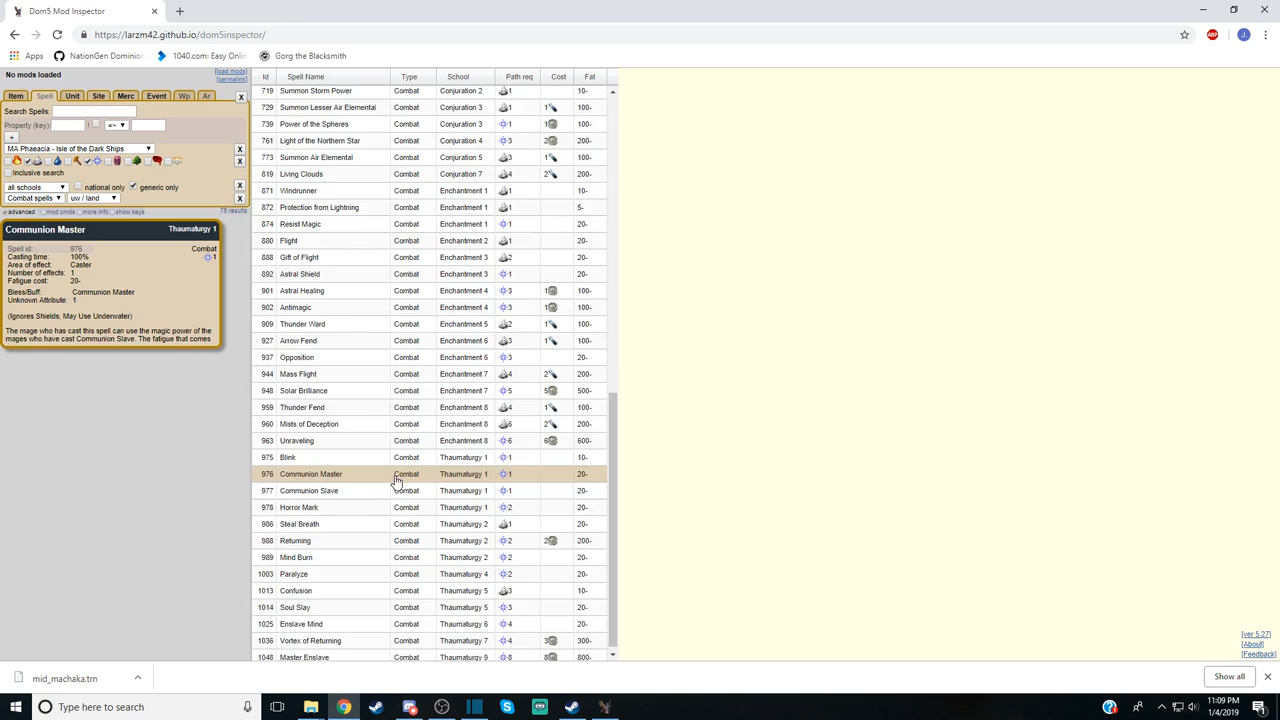 Dom5 Mod Inspector
larzm42.github.io/dom5inspector/
Apps NationGen Dominion 1040.com: Easy Onli Gorg the Blacksmith
No mods loaded
[load mods]
[permalink]
Item Spell Unit Site Merc Event Wp Ar X
Search Spells:
Property (key): ! =~
+
MA Phaeacia - Isle of the Dark Ships X
X
Inclusive search
all schools national only generic only X
Combat spells uw / land X
advanced mod cmds more info show keys 75 results
Communion Master Thaumaturgy 1
Spell id: 976 Combat
Casting time: 100% 1
Area of effect: Caster
Number of effects: 1
Fatigue cost: 20-
Bless/Buff: Communion Master
Unknown Attribute: 1
(Ignores Shields, May Use Underwater)
The mage who has cast this spell can use the magic power of the
mages who have cast Communion Slave. The fatigue that comes
Id Spell Name Type School Path req Cost Fat
719 Summon Storm Power Combat Conjuration 2 1 10-
729 Summon Lesser Air Elemental Combat Conjuration 3 1 1 100-
739 Power of the Spheres Combat Conjuration 3 1 1 100-
761 Light of the Northern Star Combat Conjuration 4 3 2 200-
773 Summon Air Elemental Combat Conjuration 5 3 1 100-
819 Living Clouds Combat Conjuration 7 4 2 200-
871 Windrunner Combat Enchantment 1 1 10-
872 Protection from Lightning Combat Enchantment 1 1 5-
874 Resist Magic Combat Enchantment 1 1 20-
880 Flight Combat Enchantment 2 1 20-
888 Gift of Flight Combat Enchantment 3 2 20-
892 Astral Shield Combat Enchantment 3 1 20-
901 Astral Healing Combat Enchantment 4 3 1 100-
902 Antimagic Combat Enchantment 4 3 1 100-
909 Thunder Ward Combat Enchantment 5 2 1 100-
927 Arrow Fend Combat Enchantment 6 3 1 100-
937 Opposition Combat Enchantment 6 3 20-
944 Mass Flight Combat Enchantment 7 4 2 200-
948 Solar Brilliance Combat Enchantment 7 5 5 500-
959 Thunder Fend Combat Enchantment 8 4 1 100-
960 Mists of Deception Combat Enchantment 8 6 2 200-
963 Unraveling Combat Enchantment 8 6 6 600-
975 Blink Combat Thaumaturgy 1 1 10-
976 Communion Master Combat Thaumaturgy 1 1 20-
977 Communion Slave Combat Thaumaturgy 1 1 20-
978 Horror Mark Combat Thaumaturgy 1 2 20-
986 Steal Breath Combat Thaumaturgy 2 1 20-
988 Returning Combat Thaumaturgy 2 2 2 200-
989 Mind Burn Combat Thaumaturgy 2 2 20-
1003 Paralyze Combat Thaumaturgy 4 2 20-
1013 Confusion Combat Thaumaturgy 5 3 10-
1014 Soul Slay Combat Thaumaturgy 5 3 20-
1025 Enslave Mind Combat Thaumaturgy 6 4 20-
1036 Vortex of Returning Combat Thaumaturgy 7 4 3 300-
1048 Master Enslave Combat Thaumaturgy 9 8 8 800-
[ver 5.27]
[About]
[Feedback]
mid_machaka.trn Show all
Type here to search
11:09 PM
1/4/2019